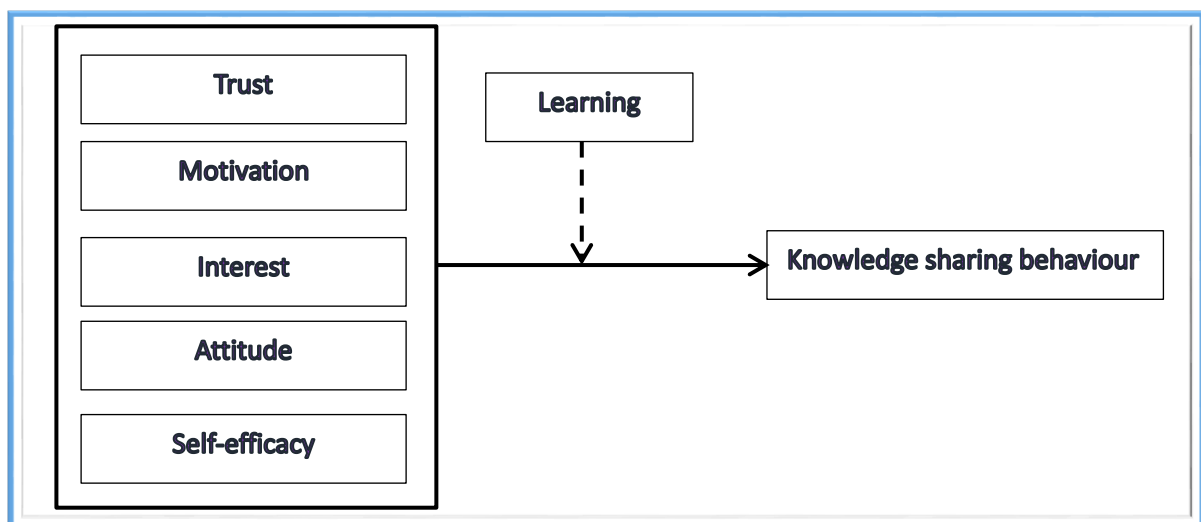 Trust
Learning
Motivation
Interest
Knowledge sharing behaviour
Attitude
Self-efficacy